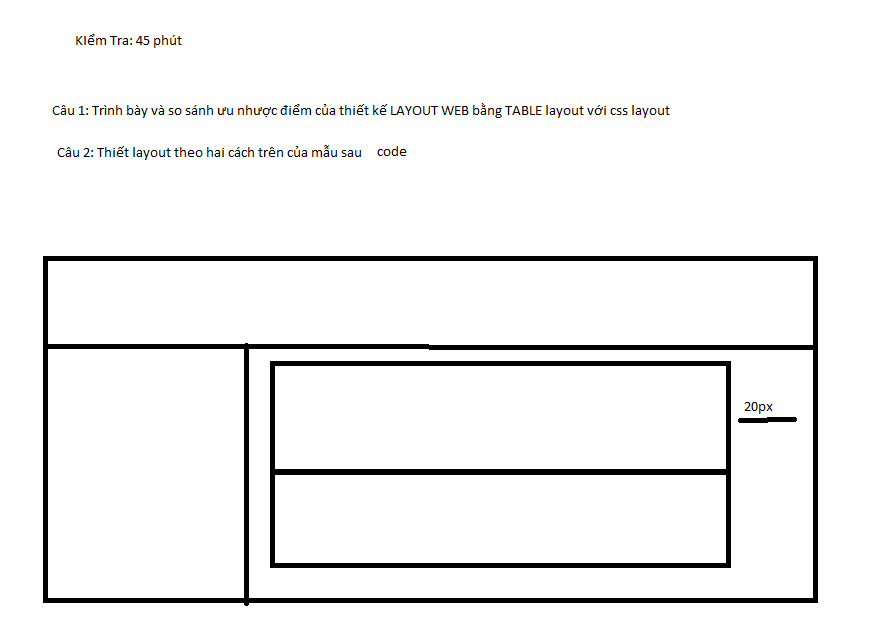 KIểm Tra: 45 phút
Câu 1: Trình bày và so sánh ưu nhược điểm của thiết kế LAYOUT WEB bằng TABLE layout với css layout
Câu 2: Thiết layout theo hai cách trên của mẫu sau code
20px